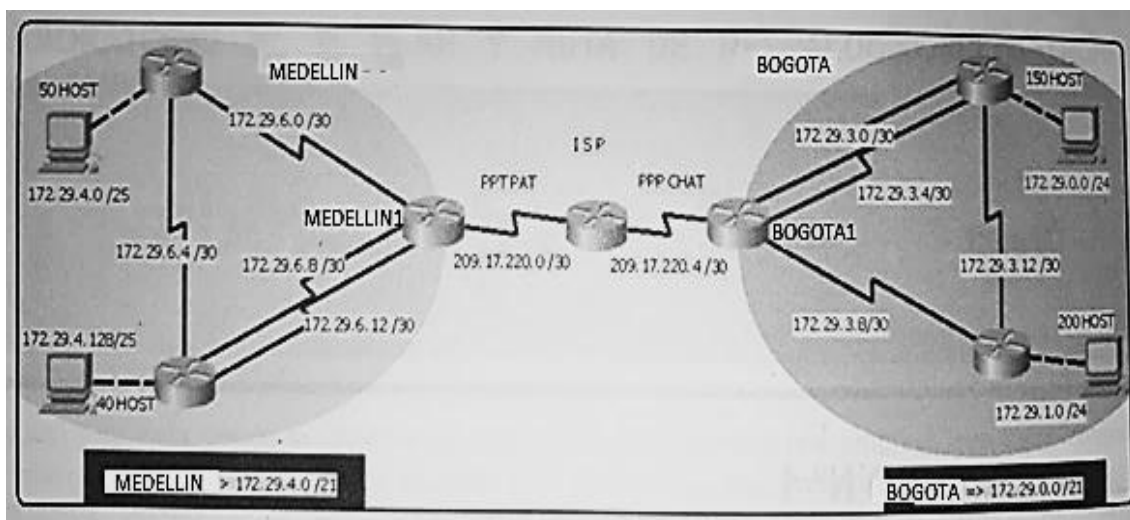 MEDELLIN
BOGOTA
50 HOST
150 HOST
172.29.6.0 /30
172.29.3.0 /30
I S P
172.29.4.0 /25
PPTPAT
PPP CHAT
172.29.3.4/30
172.29.0.0 /24
MEDELLIN1
BOGOTA1
172.29.6.4 /30
172.29.6.8 /30
209.17.220.0 /30
209.17.220.4 /30
172.29.3.12 /30
172.29.6.12 /30
172.29.3.8/30
172.29.4.128/25
200 HOST
40 HOST
172.29.1.0 /24
MEDELLIN > 172.29.4.0 /21
BOGOTA => 172.29.0.0 /21